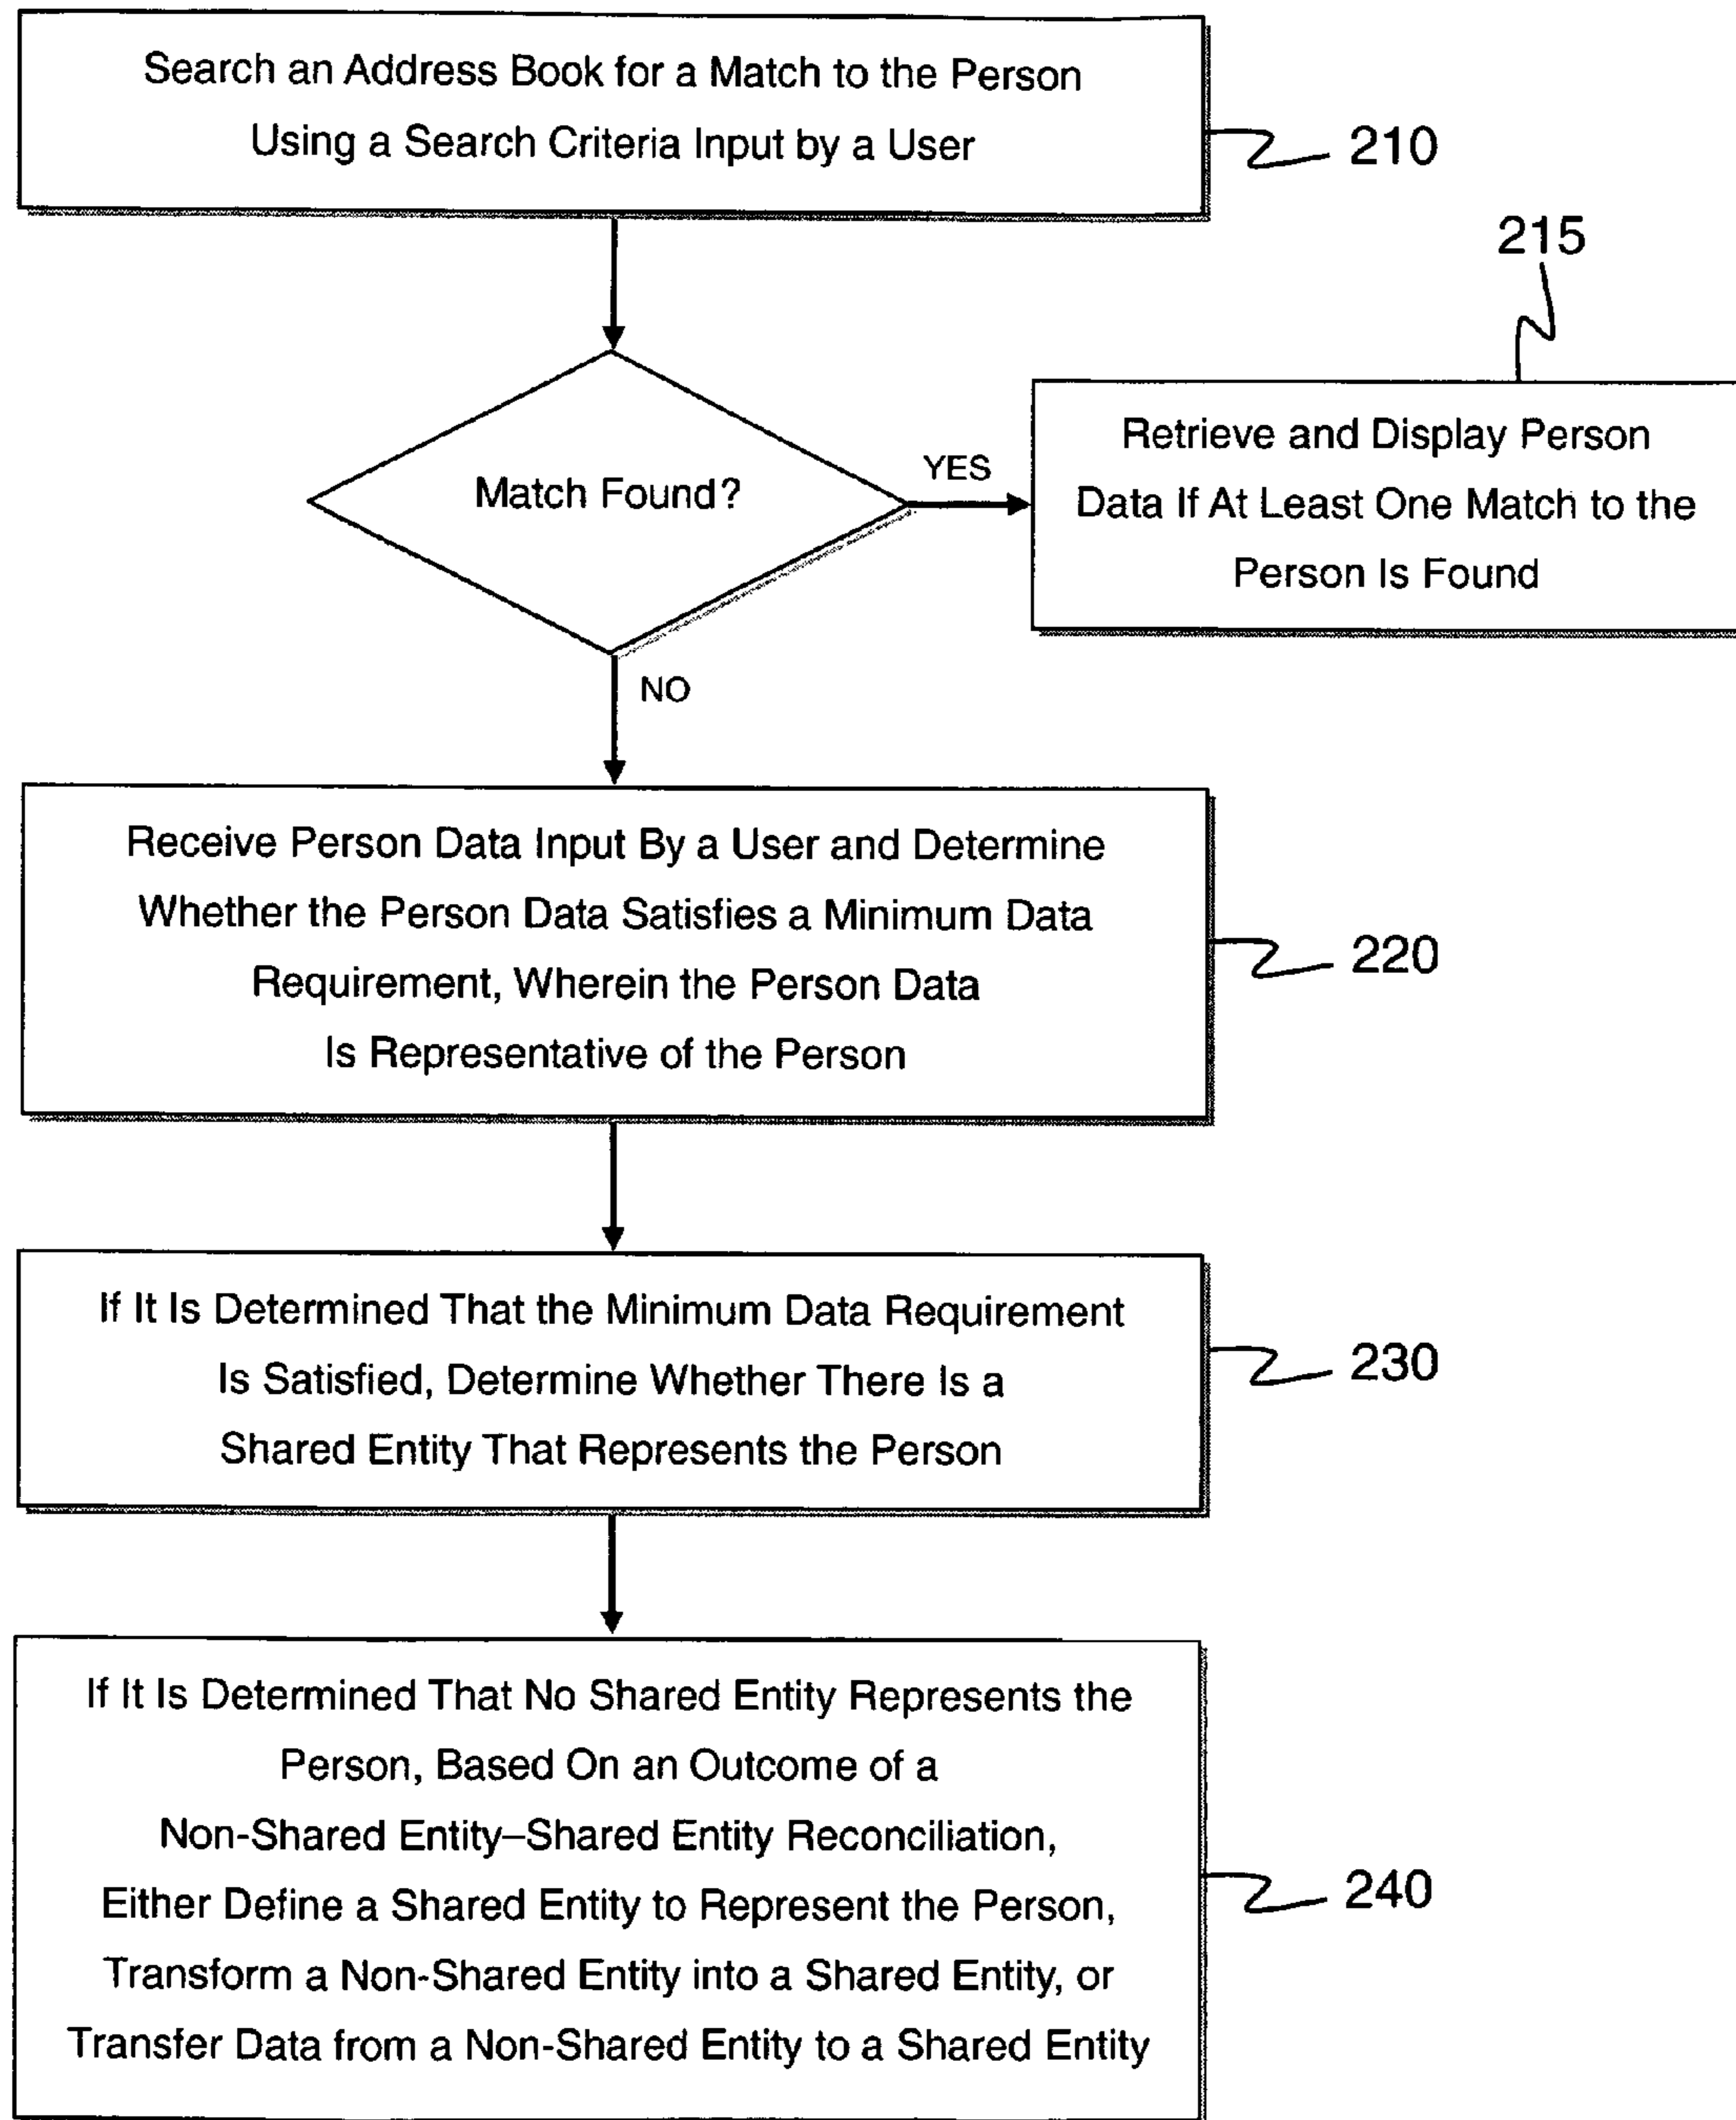 Search an Address Book for a Match to the Person
Using a Search Criteria Input by a User
210
215
Match Found?
YES
Retrieve and Display Person
Data If At Least One Match to the
Person Is Found
NO
Receive Person Data Input By a User and Determine
Whether the Person Data Satisfies a Minimum Data
Requirement, Wherein the Person Data
Is Representative of the Person
220
If It Is Determined That the Minimum Data Requirement
Is Satisfied, Determine Whether There Is a
Shared Entity That Represents the Person
230
If It Is Determined That No Shared Entity Represents the
Person, Based On an Outcome of a
Non-Shared Entity–Shared Entity Reconciliation,
Either Define a Shared Entity to Represent the Person,
Transform a Non-Shared Entity into a Shared Entity, or
Transfer Data from a Non-Shared Entity to a Shared Entity
240